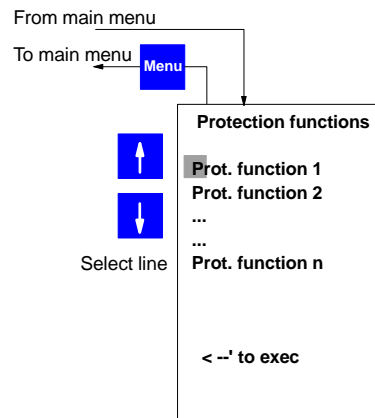 From main menu
To main menu
Menu
Protection functions
Prot. function 1
Prot. function 2
...
...
Select line
Prot. function n
< --' to exec